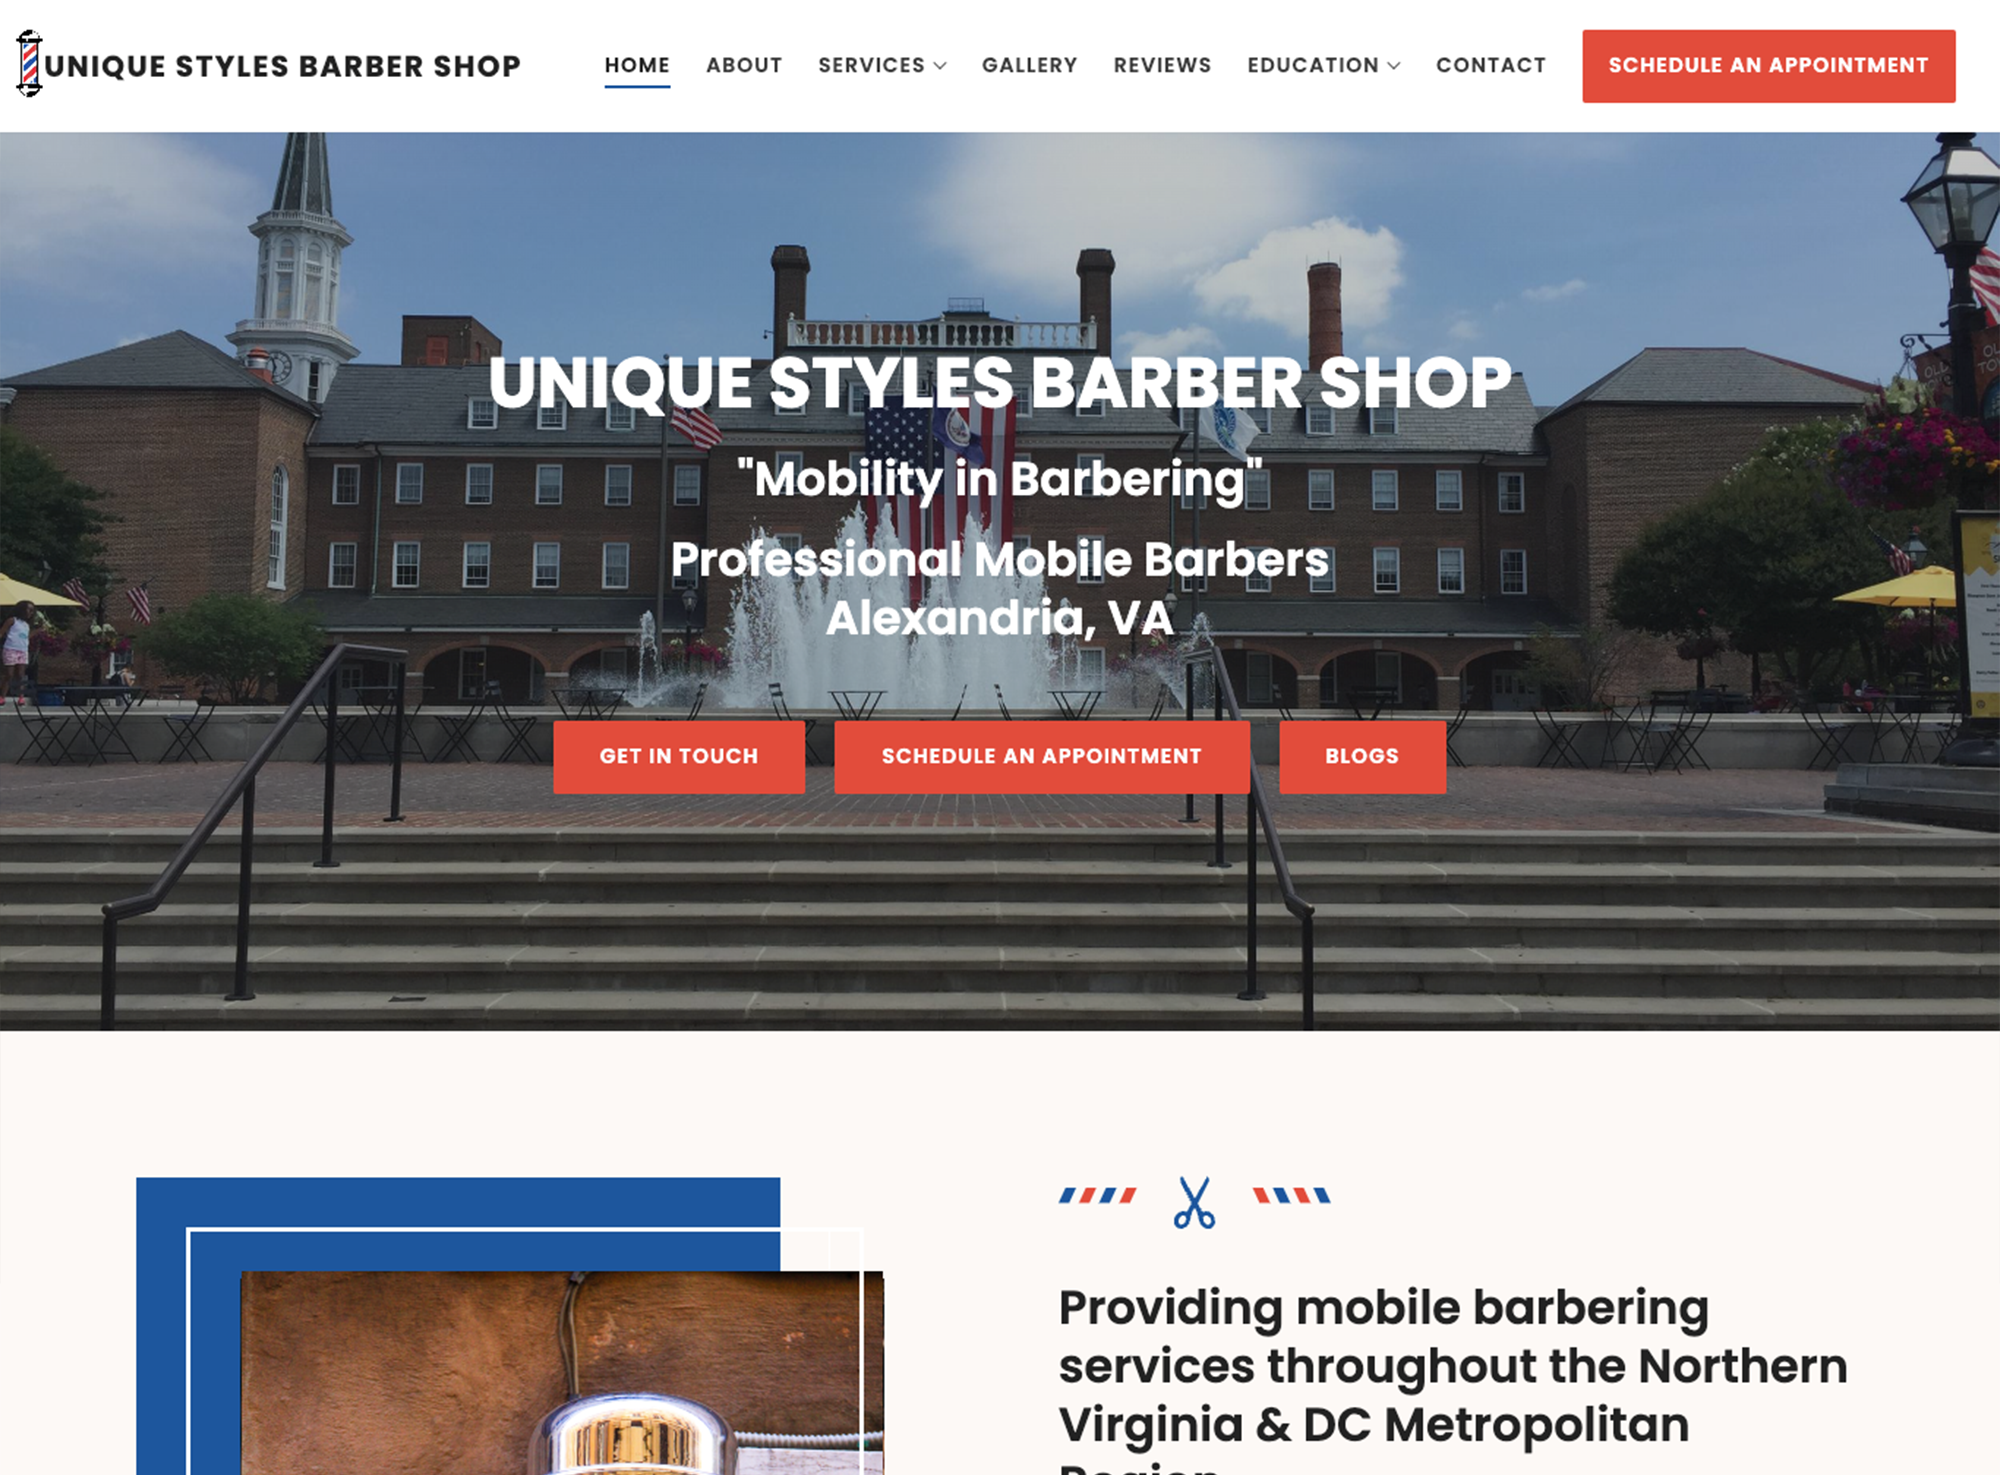 UNIQUE STYLES BARBER SHOP
HOME
ABOUT
SERVICES
GALLERY
REVIEWS
EDUCATION
CONTACT
SCHEDULE AN APPOINTMENT
UNIQUE STYLES BARBER SHOP
"Mobility in Barbering"
Professional Mobile Barbers
Alexandria, VA
GET IN TOUCH
SCHEDULE AN APPOINTMENT
BLOGS
Providing mobile barbering
services throughout the Northern
Virginia & DC Metropolitan